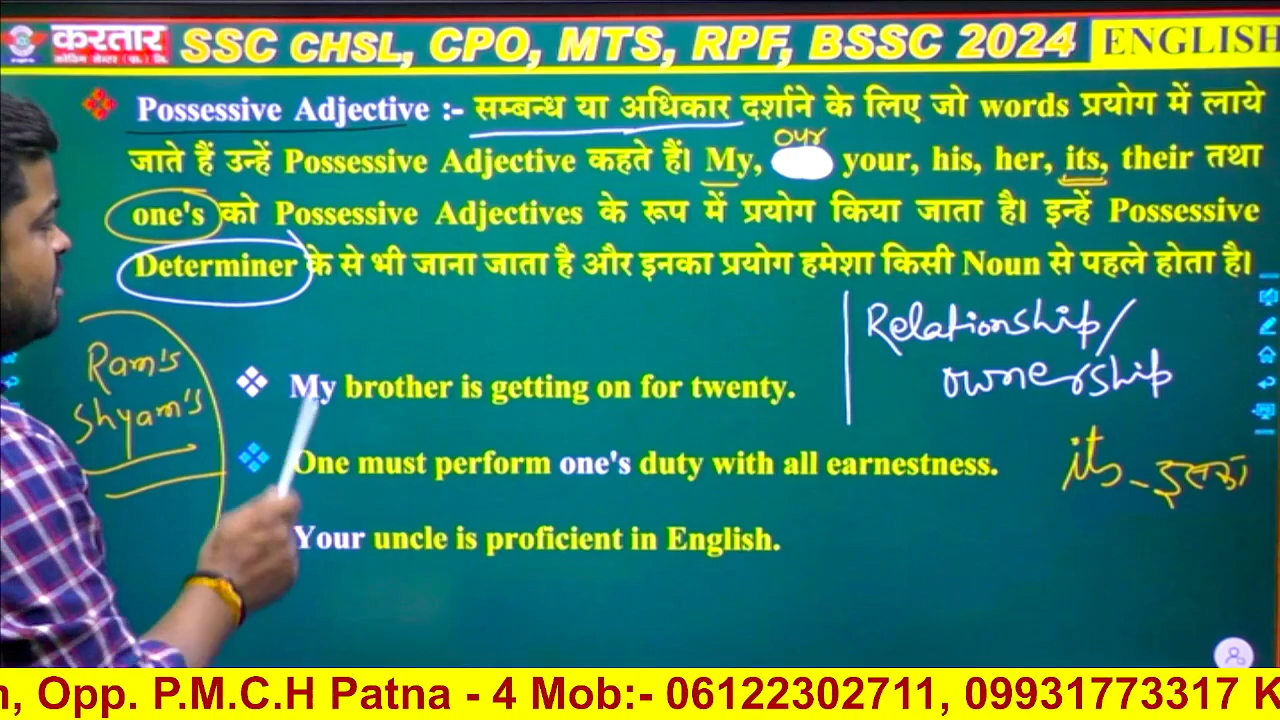 करतार
SSC CHSL, CPO, MTS, RPF, BSSC 2024
ENGLISH
Possessive Adjective :- सम्बन्ध या अधिकार दर्शाने के लिए जो words प्रयोग में लाये
our
जाते हैं उन्हें Possessive Adjective कहते हैं। My, your, his, her, its, their तथा
one's को Possessive Adjectives के रूप में प्रयोग किया जाता है। इन्हें Possessive
Determiner के से भी जाना जाता है और इनका प्रयोग हमेशा किसी Noun से पहले होता है।
Relationship/
ownership
Ram's
Shyam's
My brother is getting on for twenty.
One must perform one's duty with all earnestness.
its - इसका
Your uncle is proficient in English.
, Opp. P.M.C.H Patna - 4 Mob:- 06122302711, 09931773317 K